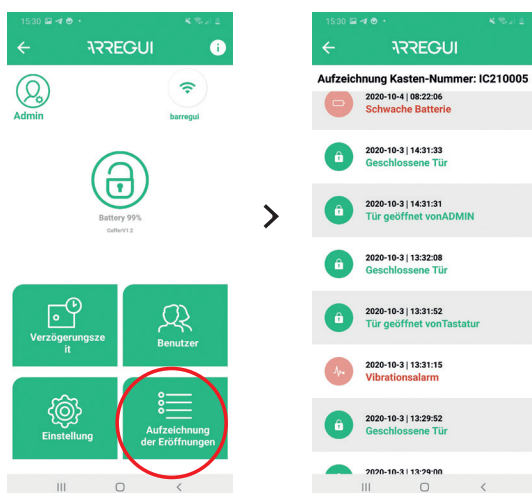 15:30
ARREGUI
Admin
barregui
Battery 99%
CofferV1.2
Verzögerungsze
it
Benutzer
Einstellung
Aufzeichnung
der Eröffnungen
15:30
ARREGUI
Aufzeichnung Kasten-Nummer: IC210005
2020-10-4 | 08:22:06
Schwache Batterie
2020-10-3 | 14:31:33
Geschlossene Tür
2020-10-3 | 14:31:31
Tür geöffnet vonADMIN
2020-10-3 | 13:32:08
Geschlossene Tür
2020-10-3 | 13:31:52
Tür geöffnet vonTastatur
2020-10-3 | 13:31:15
Vibrationsalarm
2020-10-3 | 13:29:52
Geschlossene Tür
2020-10-3 | 13:29:00